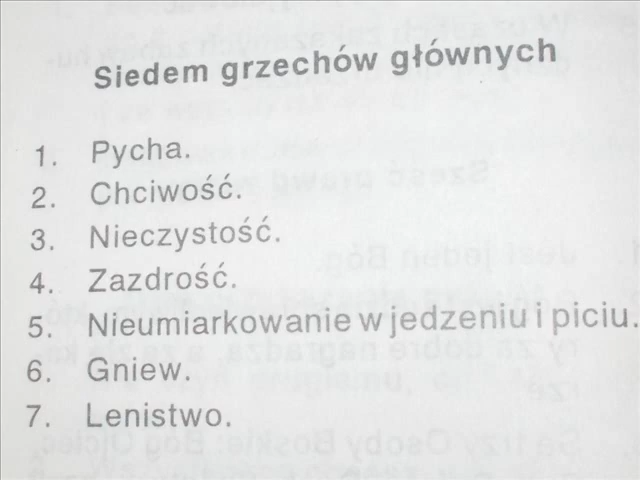 Siedem grzechów głównych
1. Pycha.
2. Chciwość.
3. Nieczystość.
4. Zazdrość.
5. Nieumiarkowanie w jedzeniu i piciu.
6. Gniew.
7. Lenistwo.